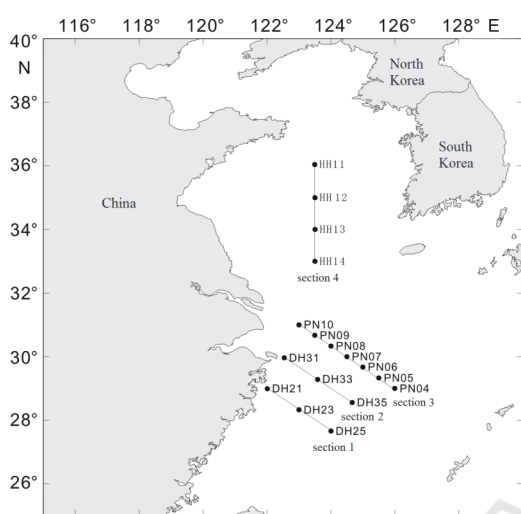 116° 118° 120° 122° 124° 126° 128° E
40°
N
38°
36°
34°
32°
30°
28°
26°
North
Korea
South
Korea
China
HH11
HH12
HH13
HH14
section 4
PN10
PN09
PN08
PN07
PN06
PN05
PN04
section 3
DH31
DH33
DH35
section 2
DH21
DH23
DH25
section 1